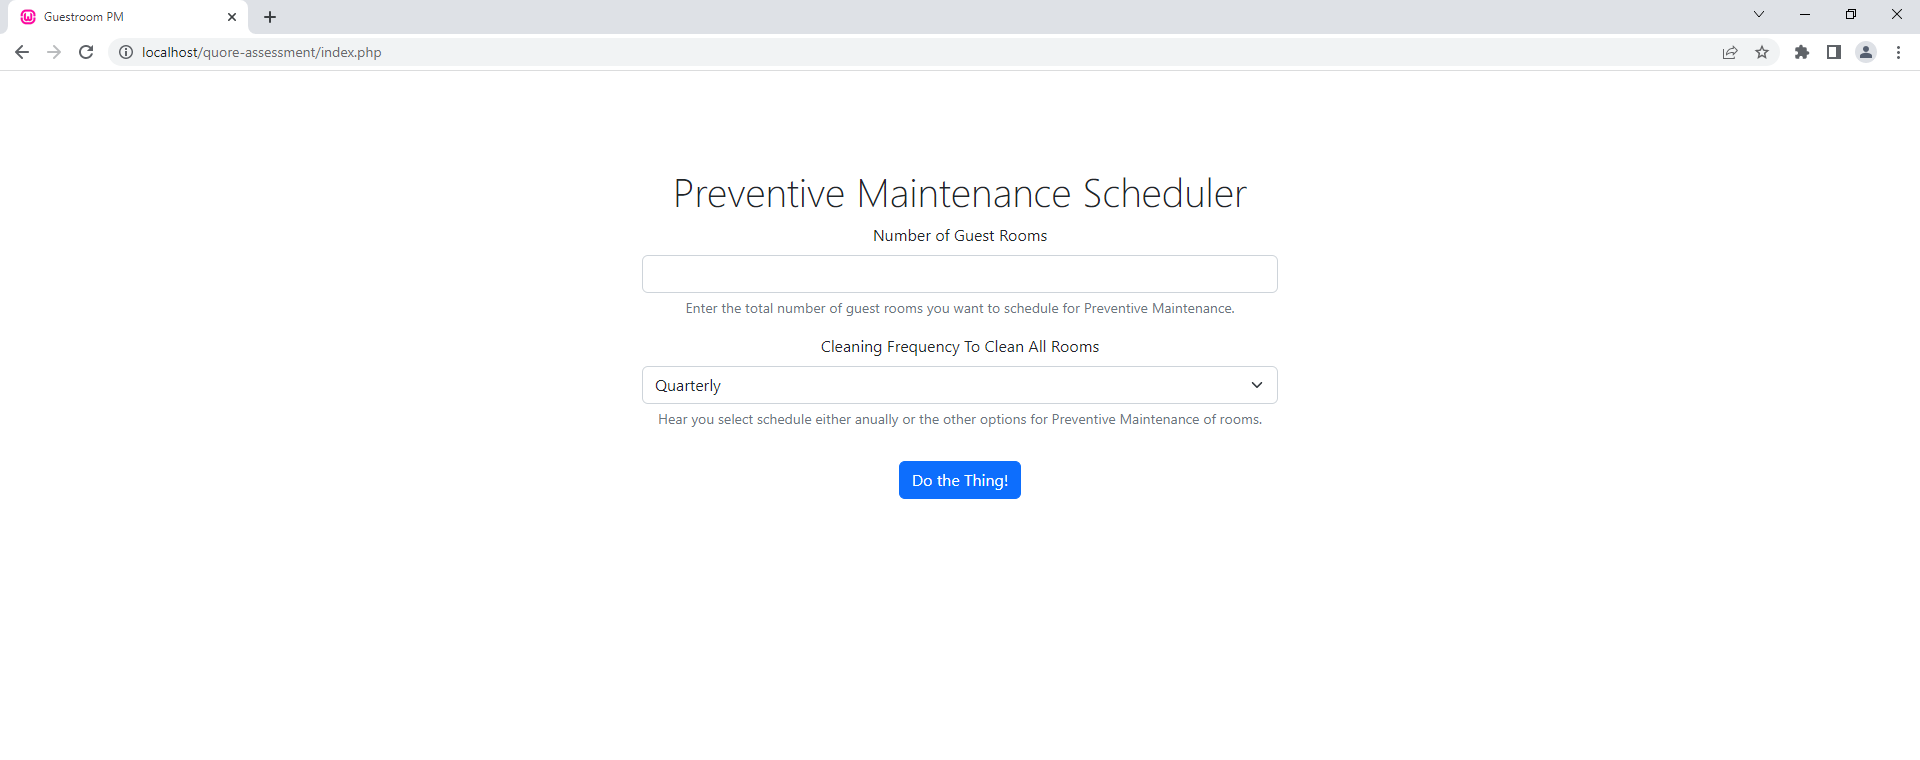 Guestroom PM
localhost/quore-assessment/index.php
Preventive Maintenance Scheduler
Number of Guest Rooms
Enter the total number of guest rooms you want to schedule for Preventive Maintenance.
Cleaning Frequency To Clean All Rooms
Quarterly
Hear you select schedule either anually or the other options for Preventive Maintenance of rooms.
Do the Thing!